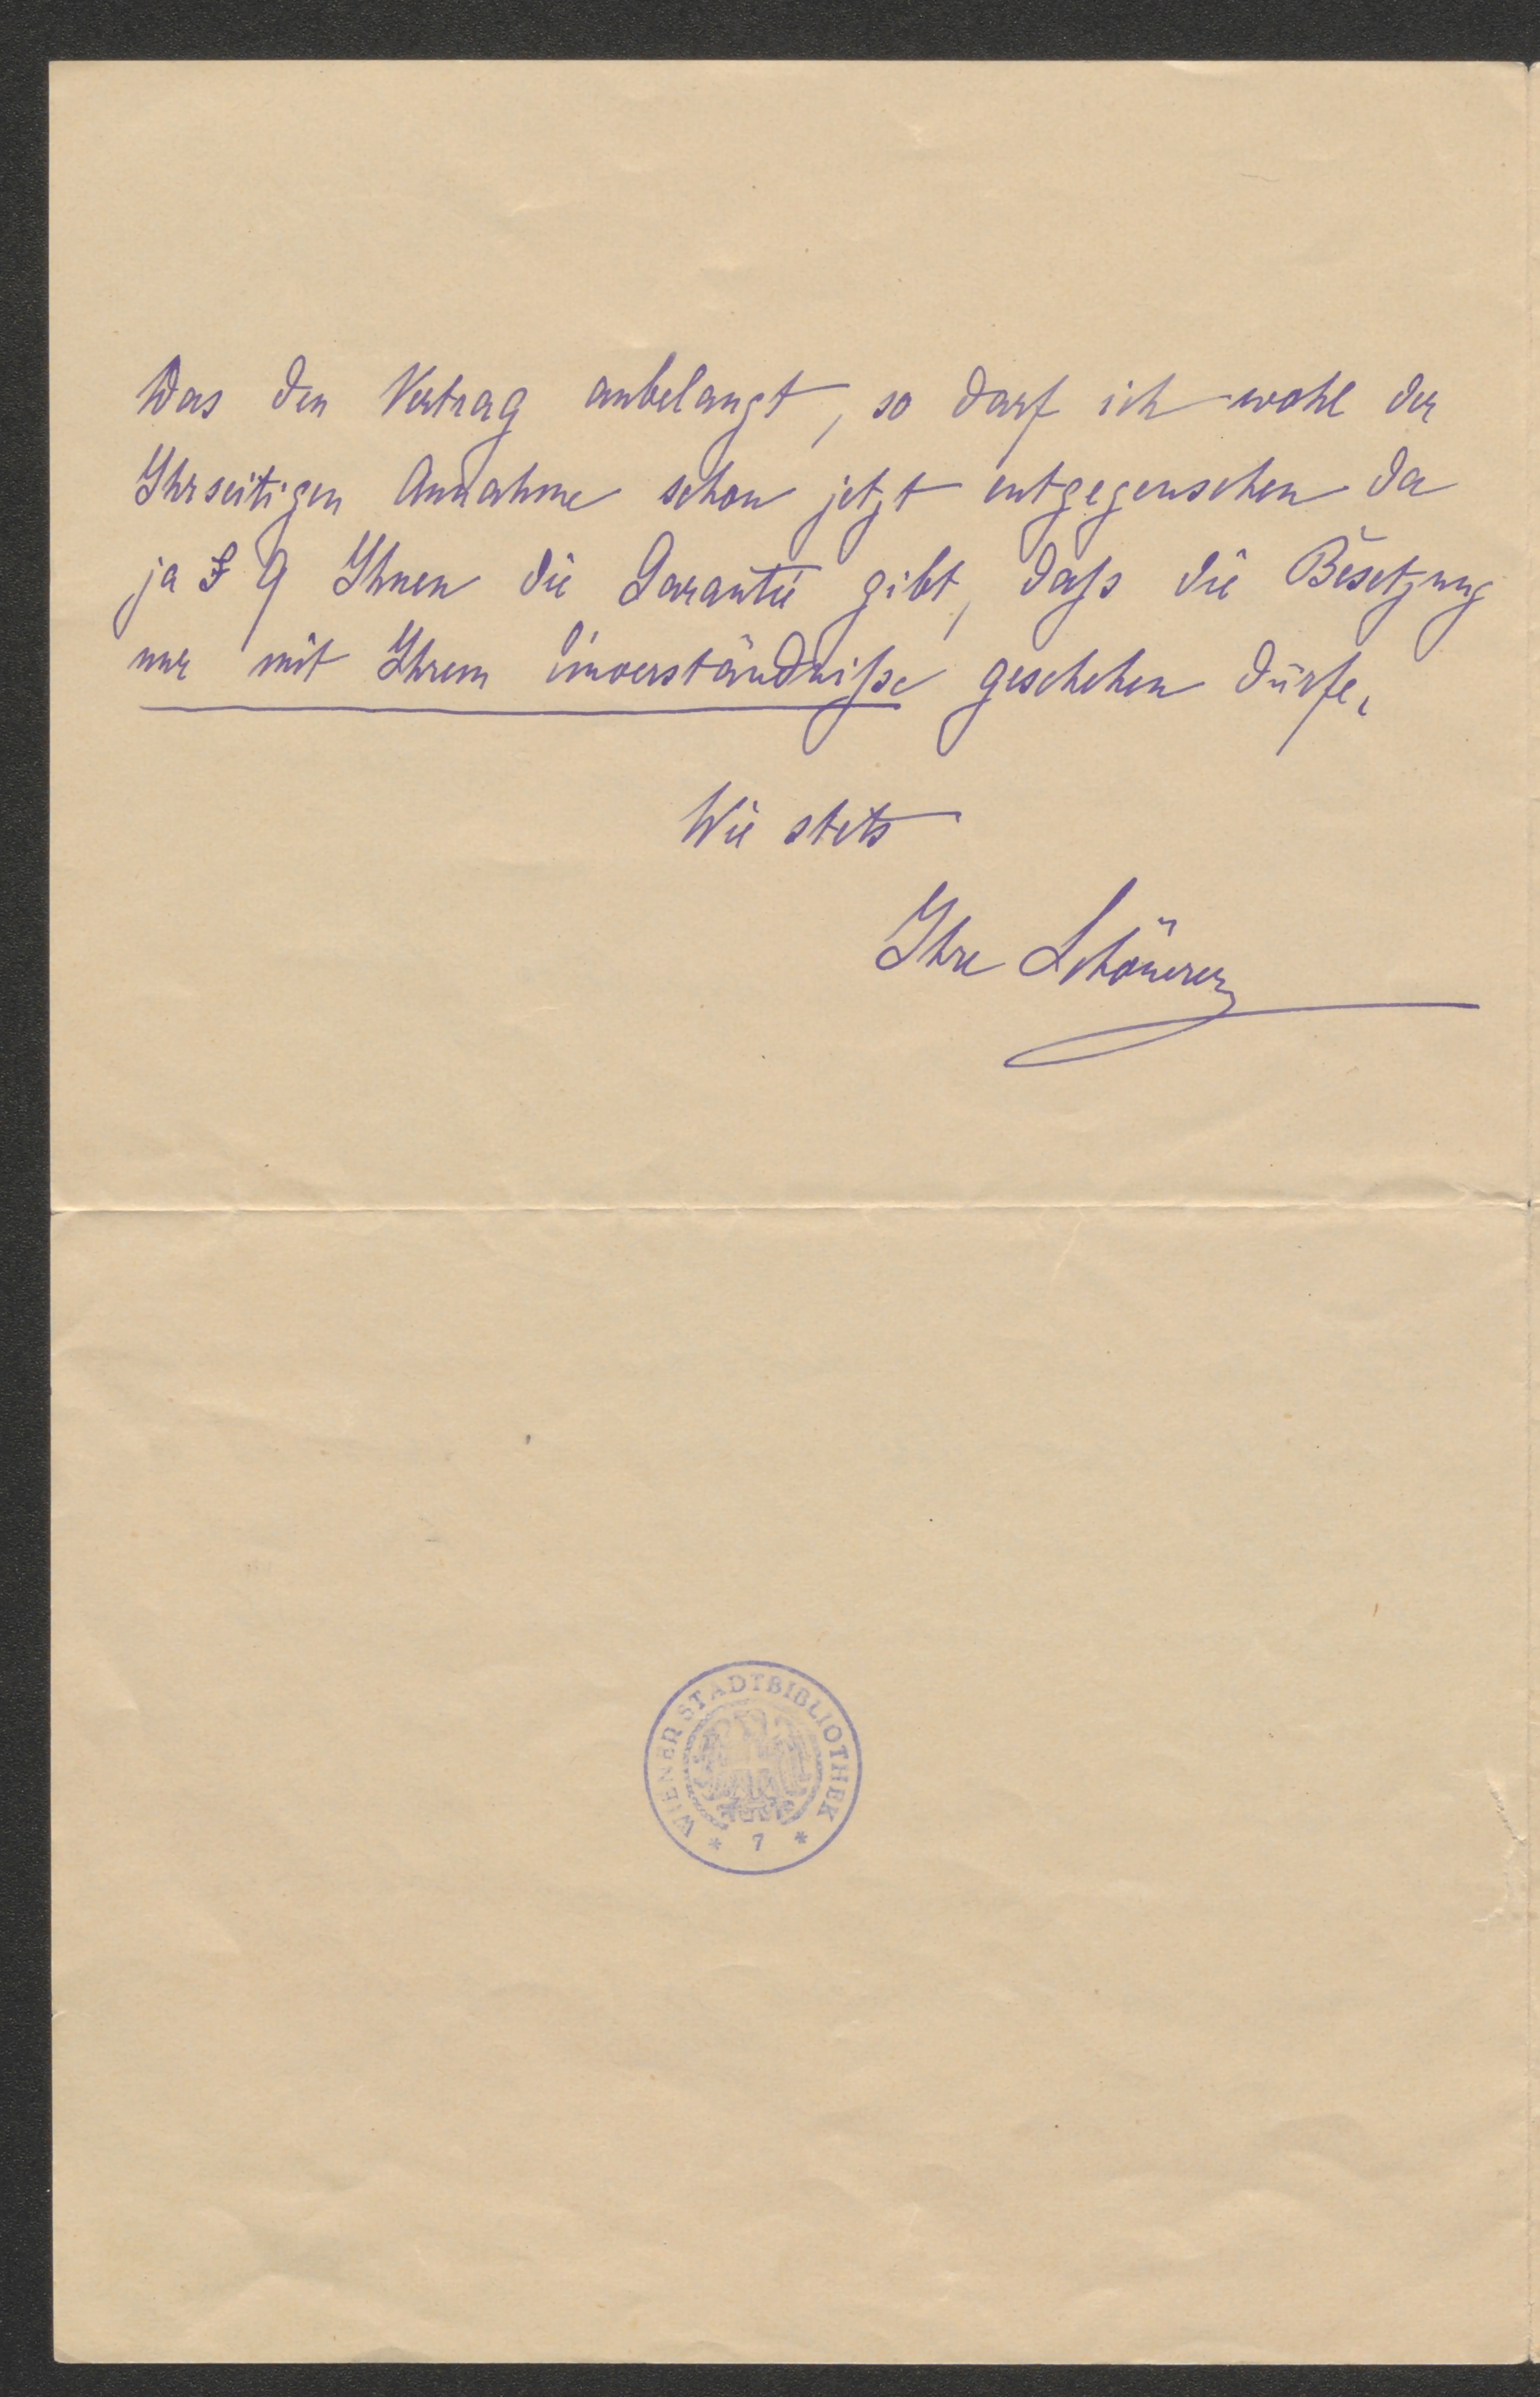 Was den Vertrag anbelangt, so darf ich wohl der
Ihrseitigen Annahme schon jetzt entgegensehen da
ja § 9 Ihnen die Garantie gibt, daſs die Besetzung
nur mit Ihrem Einverständniſse geschehen dürfe.
Wie stets
Ihre Schönerer
WIENER STADTBIBLIOTHEK
* 7 *